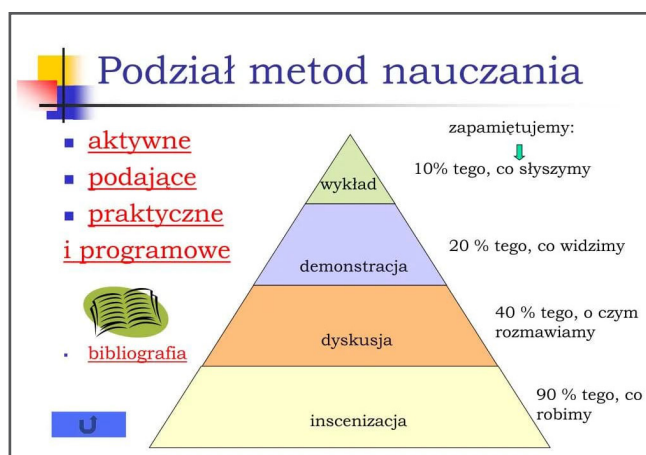 Podział metod nauczania
aktywne
podające
praktyczne
i programowe
bibliografia
zapamiętujemy:
wykład
10% tego, co słyszymy
demonstracja
20 % tego, co widzimy
dyskusja
40 % tego, o czym
rozmawiamy
inscenizacja
90 % tego, co
robimy